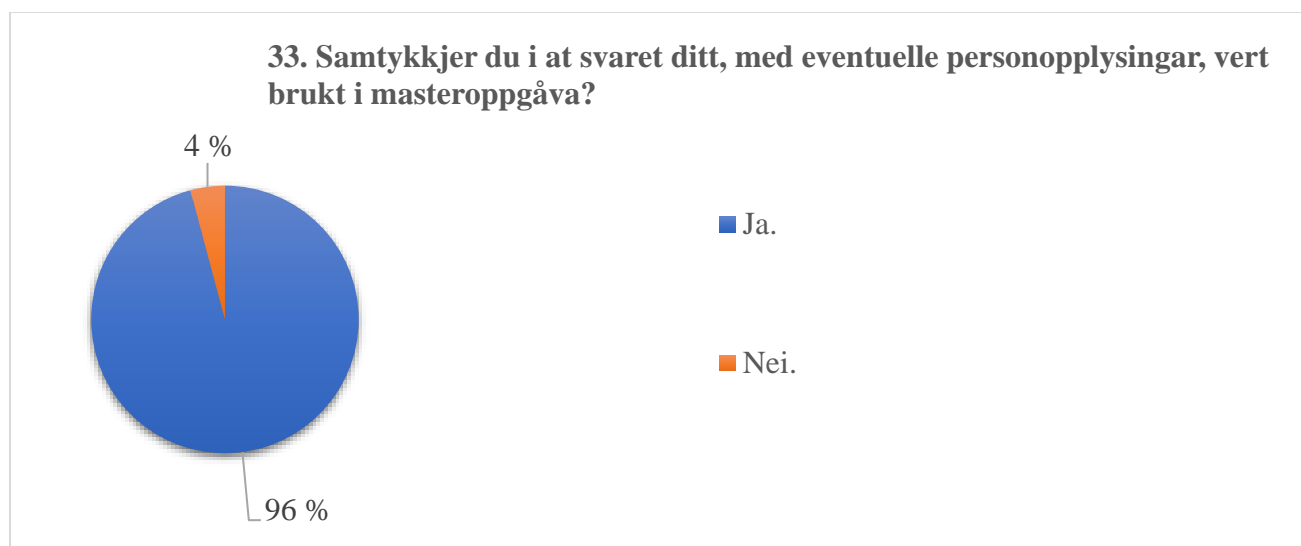 33. Samtykkjer du i at svaret ditt, med eventuelle personopplysingar, vert
brukt i masteroppgåva?
4 %
Ja.
Nei.
96 %